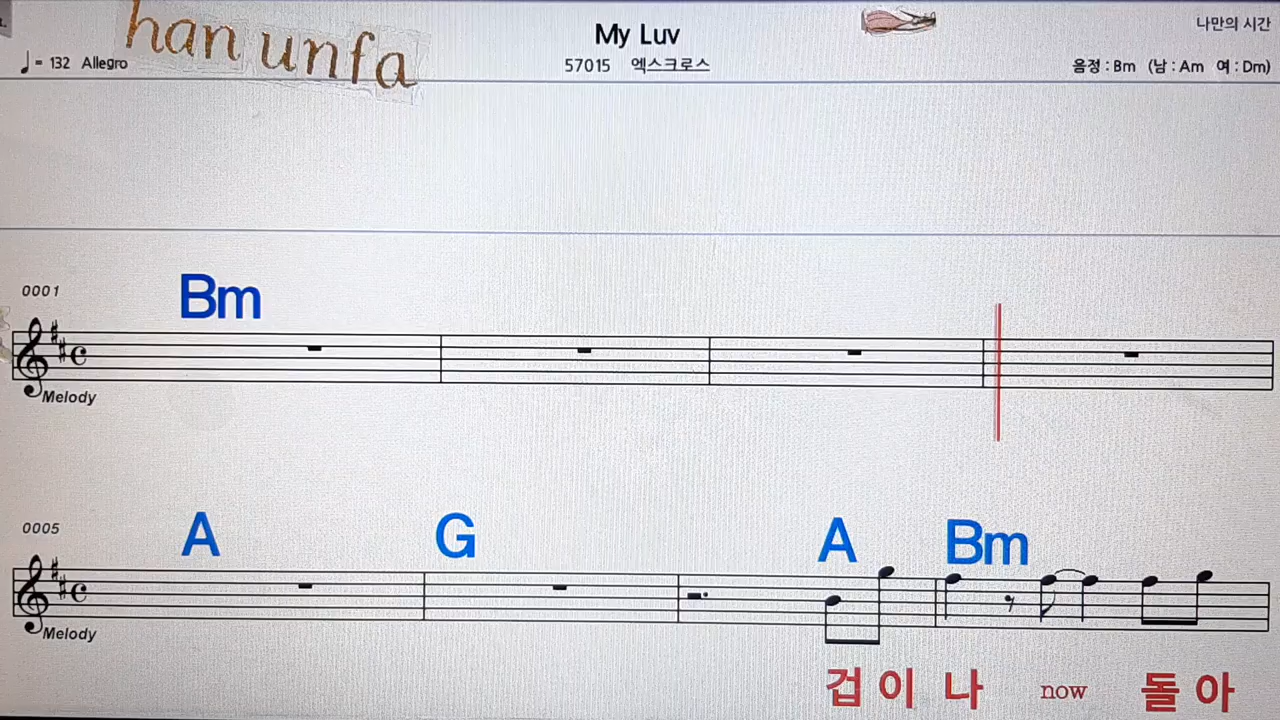 han unfa
My Luv
나만의 시간
♩= 132 Allegro
57015 엑스크로스
음정 : Bm (남 : Am 여 : Dm)
0001
Bm
Melody
0005
A G A Bm
Melody
겁 이 나 now 돌 아